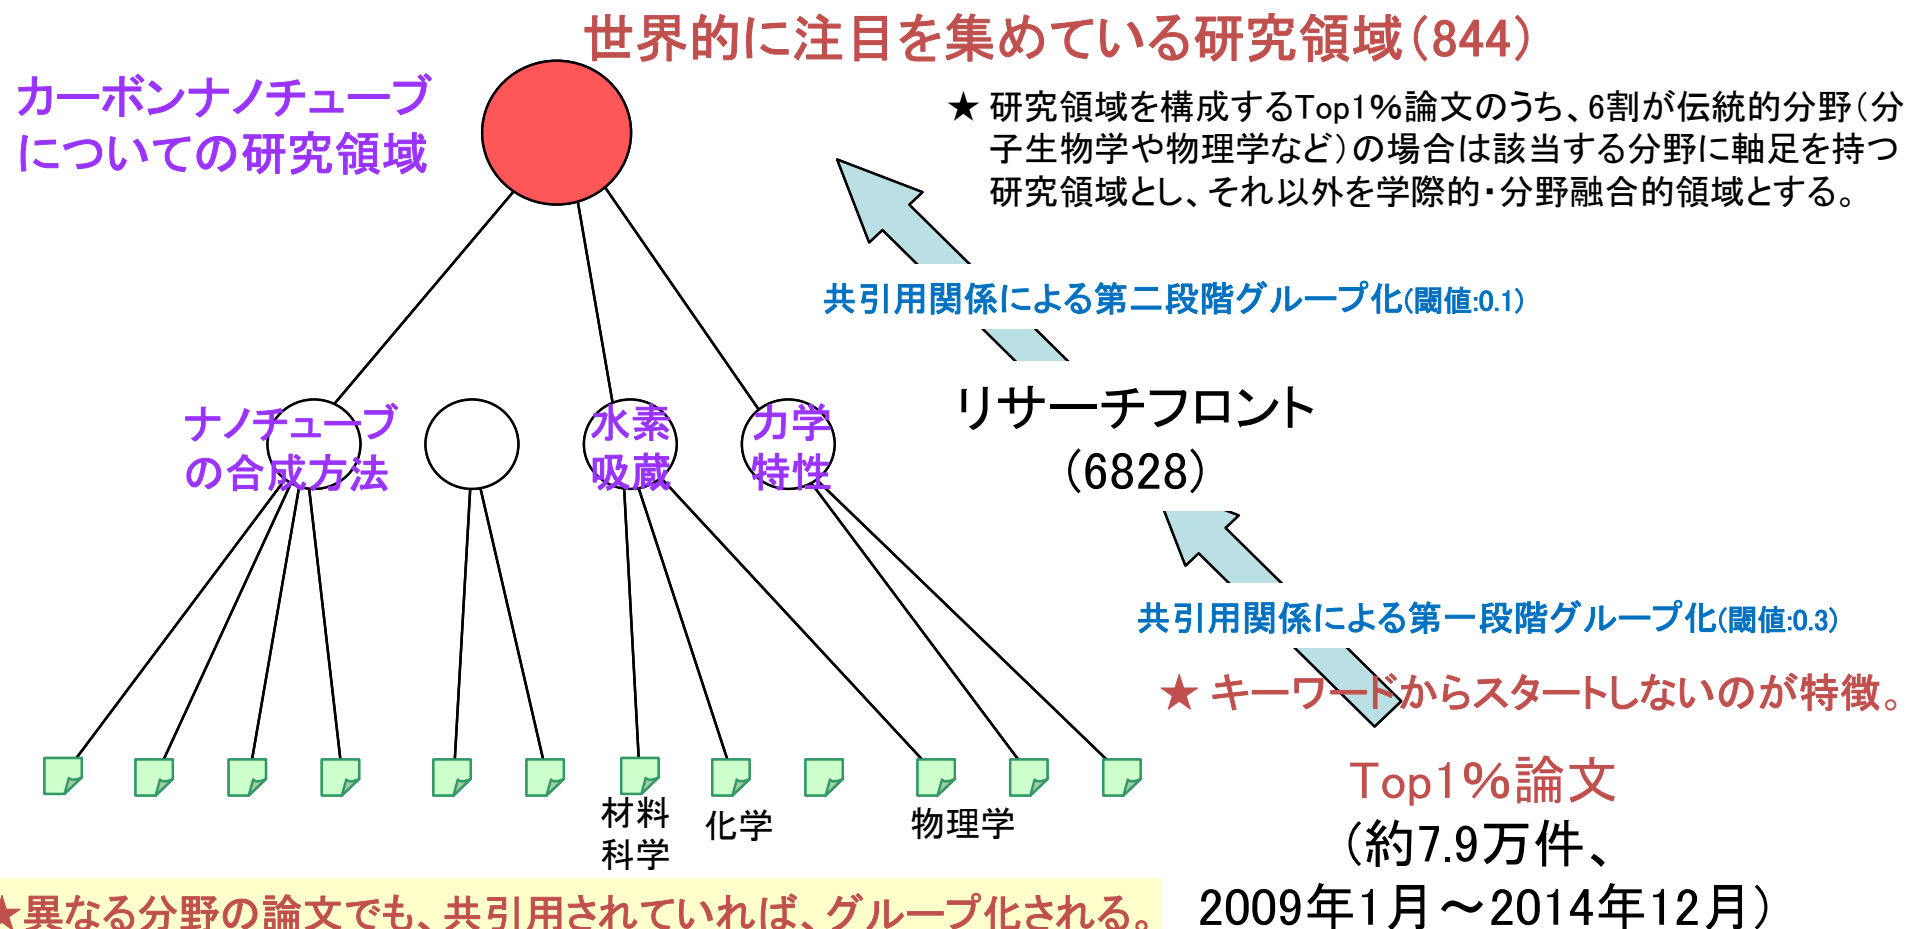 世界的に注目を集めている研究領域（844）
カーボンナノチューブ
についての研究領域
★ 研究領域を構成するTop1％論文のうち、6割が伝統的分野（分
子生物学や物理学など）の場合は該当する分野に軸足を持つ
研究領域とし、それ以外を学際的・分野融合的領域とする。
共引用関係による第二段階グループ化(閾値:0.1)
ナノチューブ
の合成方法
水素
吸蔵
力学
特性
リサーチフロント
（6828）
共引用関係による第一段階グループ化(閾値:0.3)
★ キーワードからスタートしないのが特徴。
材料
科学
化学
物理学
Top1％論文
（約7.9万件、
2009年1月～2014年12月）
★異なる分野の論文でも、共引用されていれば、グループ化される。